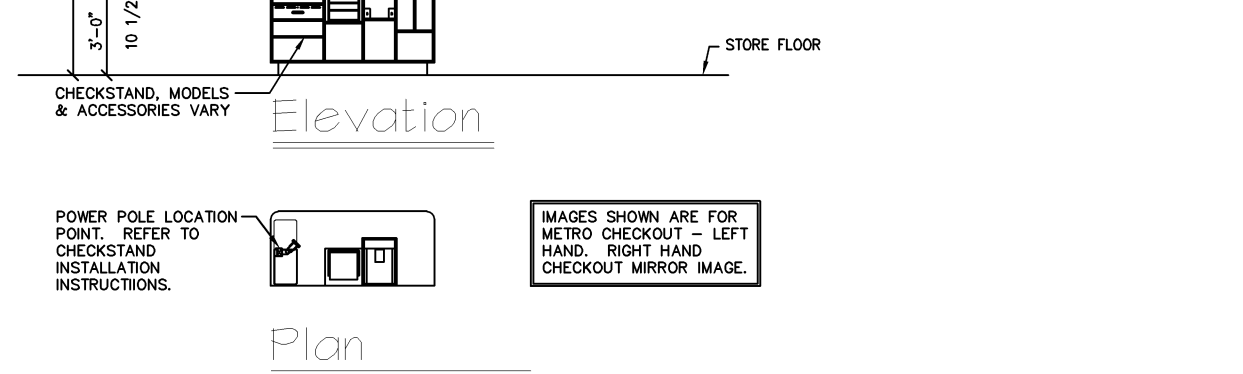 3'-0"
10 1/2
STORE FLOOR
CHECKSTAND, MODELS
& ACCESSORIES VARY
Elevation
POWER POLE LOCATION
POINT. REFER TO
CHECKSTAND
INSTALLATION
INSTRUCTIIONS.
IMAGES SHOWN ARE FOR
METRO CHECKOUT – LEFT
HAND. RIGHT HAND
CHECKOUT MIRROR IMAGE.
Plan